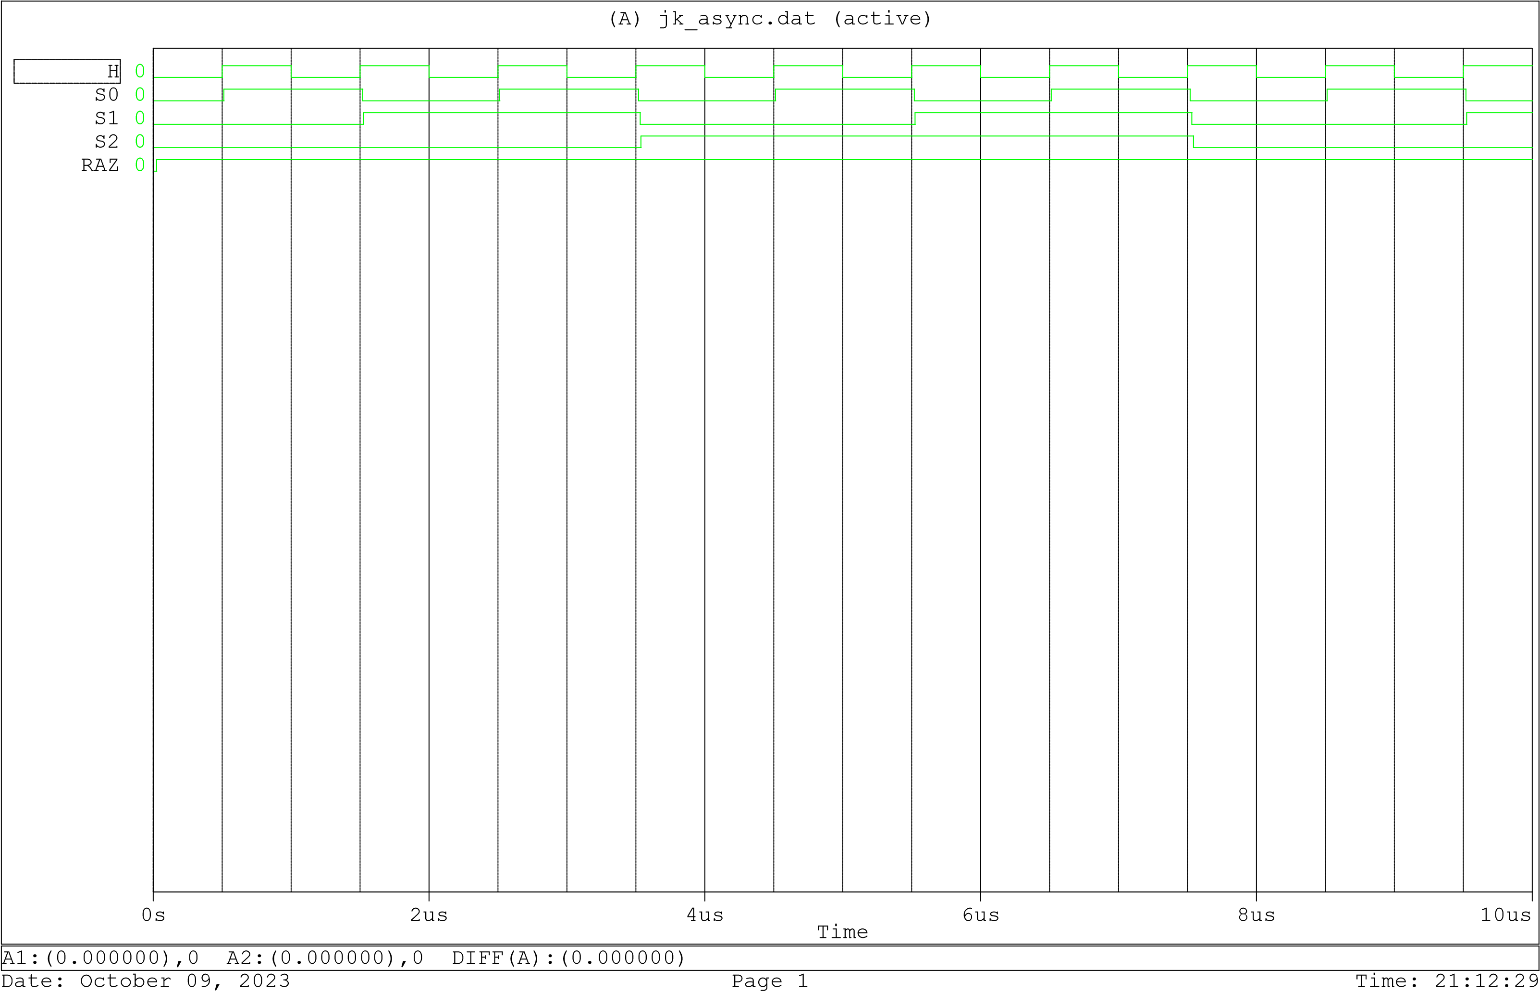 (A) jk_async.dat (active)
H 0
S0 0
S1 0
S2 0
RAZ 0
0s 2us 4us 6us 8us 10us
Time
A1:(0.000000),0 A2:(0.000000),0 DIFF(A):(0.000000)
Date: October 09, 2023 Page 1 Time: 21:12:29